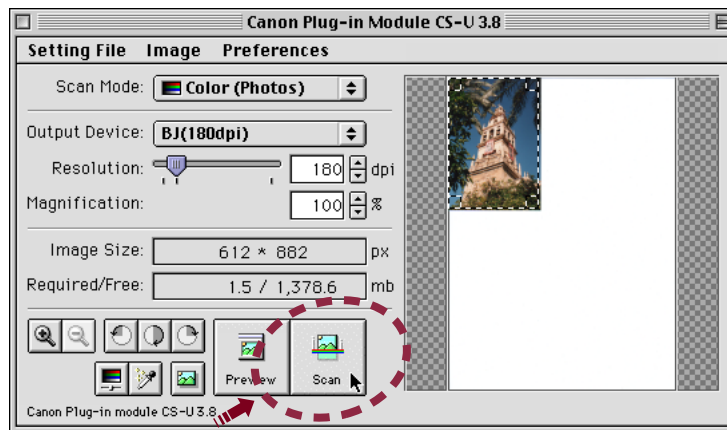 Canon Plug-in Module CS-U 3.8
Setting File Image Preferences
Scan Mode: Color (Photos)
Output Device: BJ(180dpi)
Resolution: 180 dpi
Magnification: 100 %
Image Size: 612 * 882 px
Required/Free: 1.5 / 1,378.6 mb
Preview Scan
Canon Plug-in module CS-U 3.8